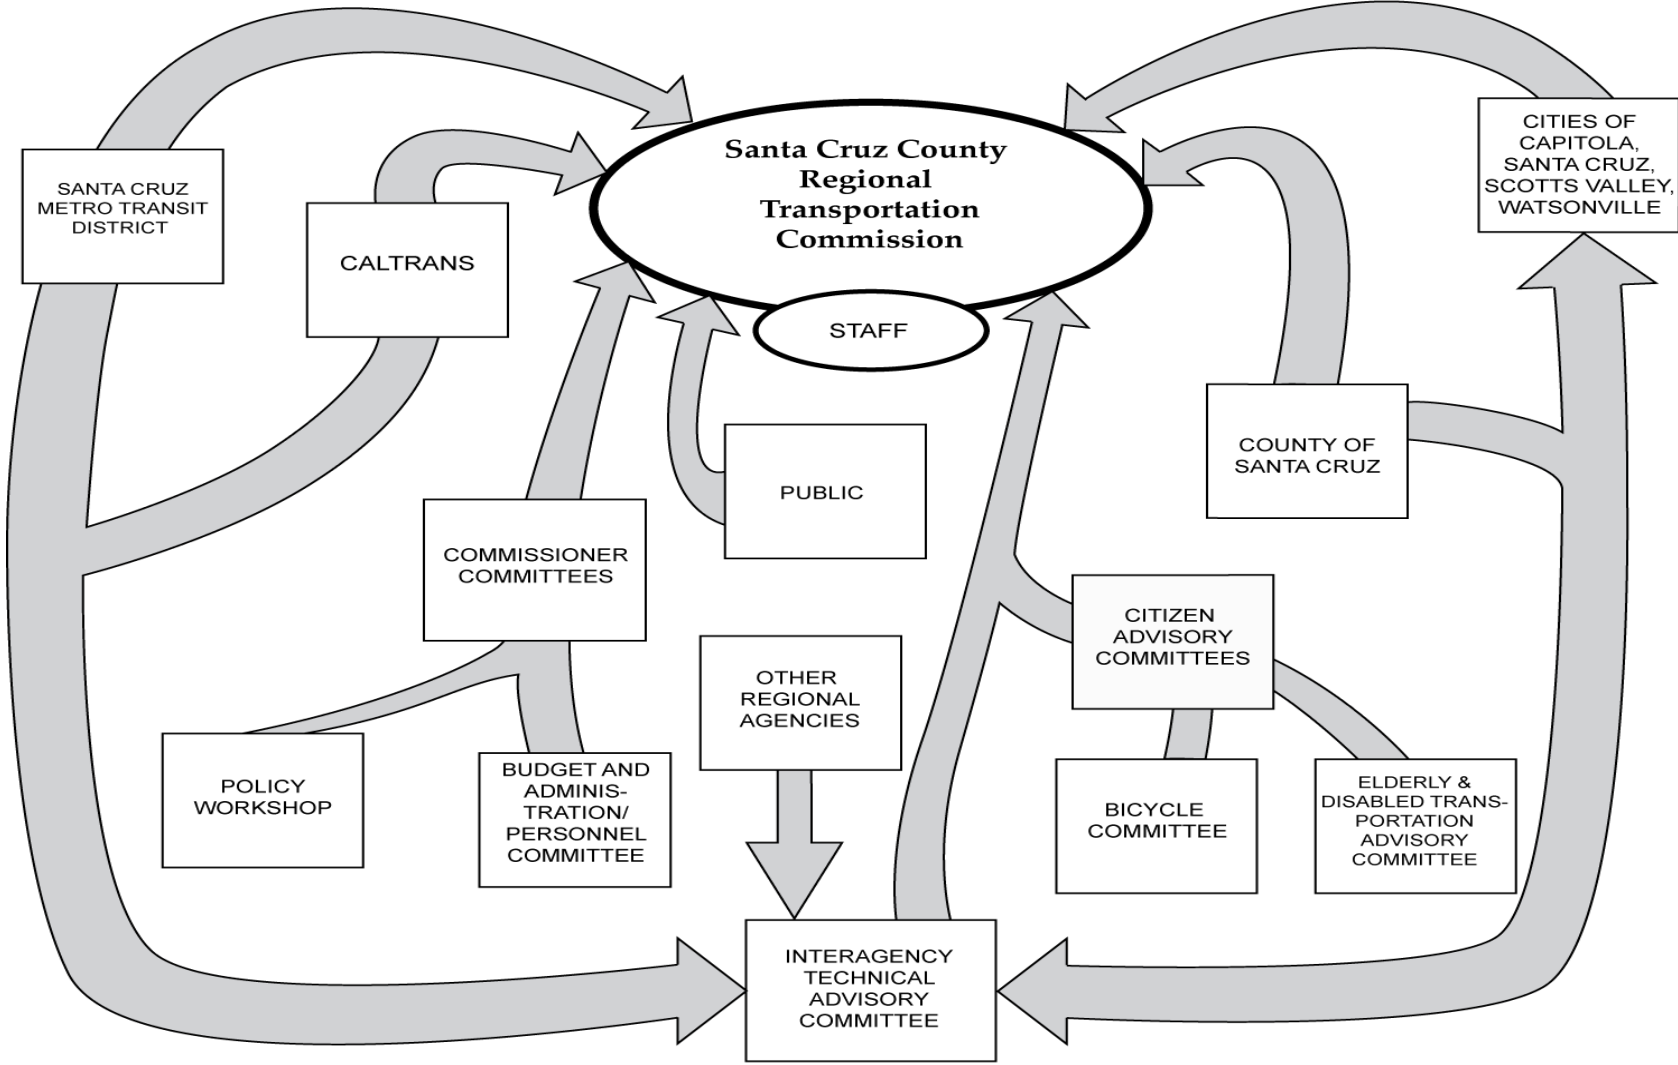 Santa Cruz County
Regional
Transportation
Commission
STAFF
SANTA CRUZ
METRO TRANSIT
DISTRICT
CALTRANS
CITIES OF
CAPITOLA,
SANTA CRUZ,
SCOTTS VALLEY,
WATSONVILLE
COUNTY OF
SANTA CRUZ
PUBLIC
COMMISSIONER
COMMITTEES
CITIZEN
ADVISORY
COMMITTEES
OTHER
REGIONAL
AGENCIES
POLICY
WORKSHOP
BUDGET AND
ADMINIS-
TRATION/
PERSONNEL
COMMITTEE
BICYCLE
COMMITTEE
ELDERLY &
DISABLED TRANS-
PORTATION
ADVISORY
COMMITTEE
INTERAGENCY
TECHNICAL
ADVISORY
COMMITTEE